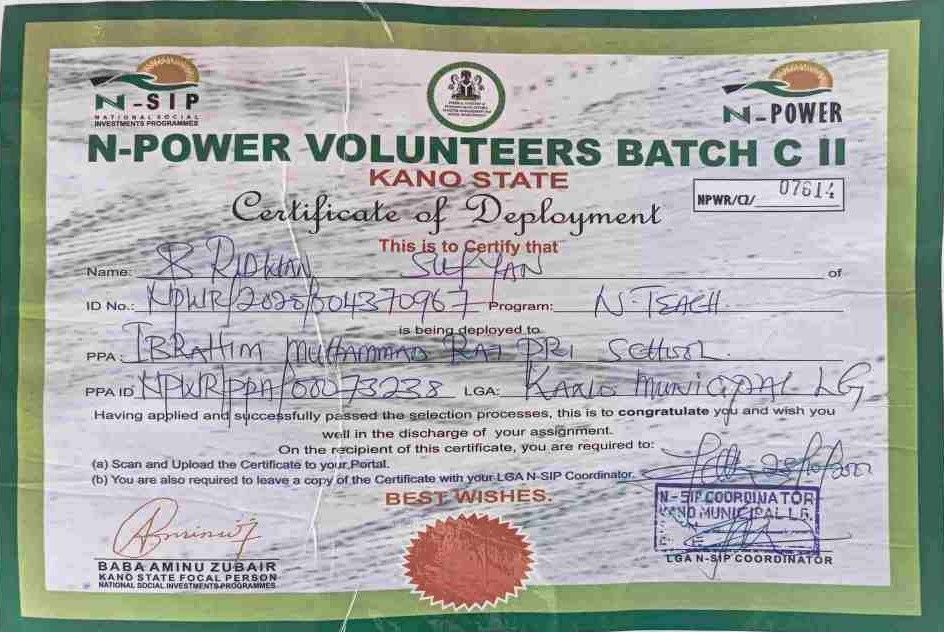 N-SIP
NATIONAL SOCIAL
INVESTMENTS PROGRAMMES
N-POWER
N-POWER VOLUNTEERS BATCH C II
KANO STATE
NPWR/C2/ 07614
Certificate of Deployment
This is to Certify that
Name: RIDWAN SUFYAN of
ID No.: NPWR/2020/004370967 Program: N-TEACH
is being deployed to
PPA: IBRAHIM MUHAMMAD PRI SCHOOL
PPA ID NPWR/PPA/00073238 LGA: KANO MUNICIPAL LG
Having applied and successfully passed the selection processes, this is to congratulate you and wish you
well in the discharge of your assignment.
On the recipient of this certificate, you are required to:
(a) Scan and Upload the Certificate to your Portal.
(b) You are also required to leave a copy of the Certificate with your LGA N-SIP Coordinator.
BEST WISHES.
N-SIP COORDINATOR
KANO MUNICIPAL LG.
BABA AMINU ZUBAIR
KANO STATE FOCAL PERSON
NATIONAL SOCIAL INVESTMENTS-PROGRAMMES
LGA N-SIP COORDINATOR